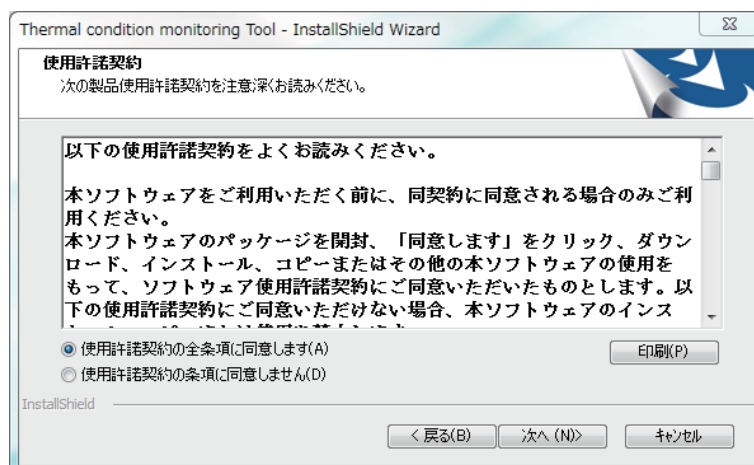 Thermal condition monitoring Tool - InstallShield Wizard
使用許諾契約
次の製品使用許諾契約を注意深くお読みください。
以下の使用許諾契約をよくお読みください。
本ソフトウェアをご利用いただく前に、同契約に同意される場合のみご利
用ください。
本ソフトウェアのパッケージを開封、「同意します」をクリック、ダウン
ロード、インストール、コピーまたはその他の本ソフトウェアの使用を
もって、ソフトウェア使用許諾契約にご同意いただいたものとします。以
下の使用許諾契約にご同意いただけない場合、本ソフトウェアのインス
使用許諾契約の全条項に同意します(A)
印刷(P)
使用許諾契約の条項に同意しません(D)
InstallShield
< 戻る(B)
次へ (N)>
キャンセル